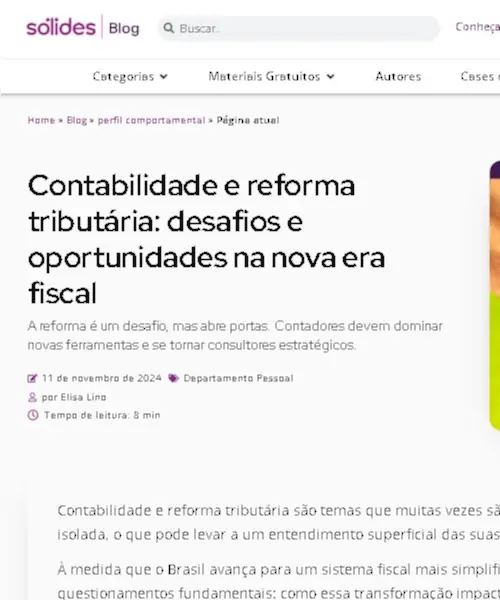 sólides Blog
Buscar.
Conheça
Categorias
Materiais Gratuitos
Autores
Cases
Home » Blog » perfil comportamental » Página atual
Contabilidade e reforma
tributária: desafios e
oportunidades na nova era
fiscal
A reforma é um desafio, mas abre portas. Contadores devem dominar
novas ferramentas e se tornar consultores estratégicos.
11 de novembro de 2024 Departamento Pessoal
por Elisa Lino
Tempo de leitura: 8 min
Contabilidade e reforma tributária são temas que muitas vezes sã
isolada, o que pode levar a um entendimento superficial das suas
À medida que o Brasil avança para um sistema fiscal mais simplifi
questionamentos fundamentais: como essa transformação impact